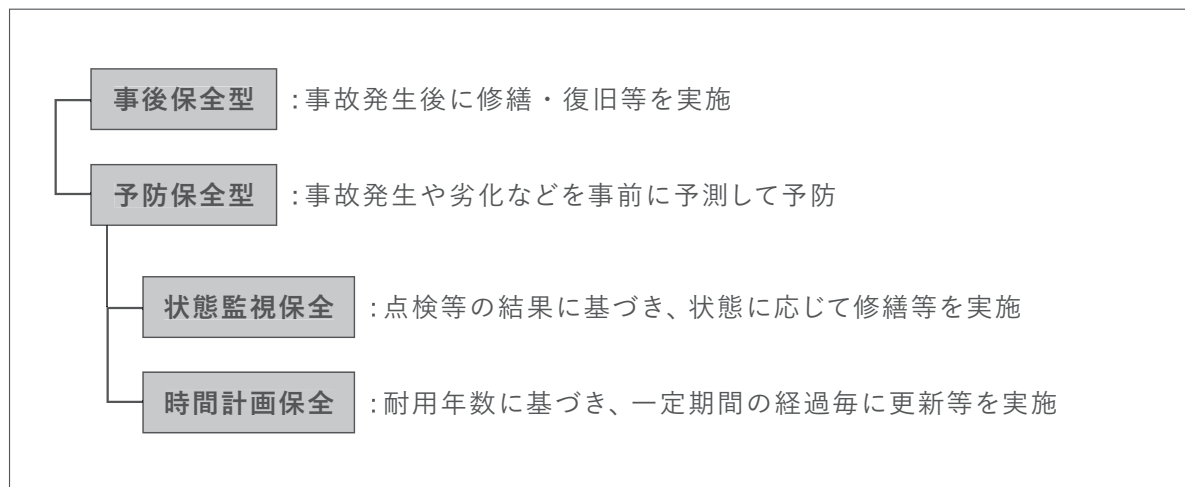 事後保全型 :事故発生後に修繕・復旧等を実施
予防保全型 :事故発生や劣化などを事前に予測して予防
状態監視保全 :点検等の結果に基づき、状態に応じて修繕等を実施
時間計画保全 :耐用年数に基づき、一定期間の経過毎に更新等を実施